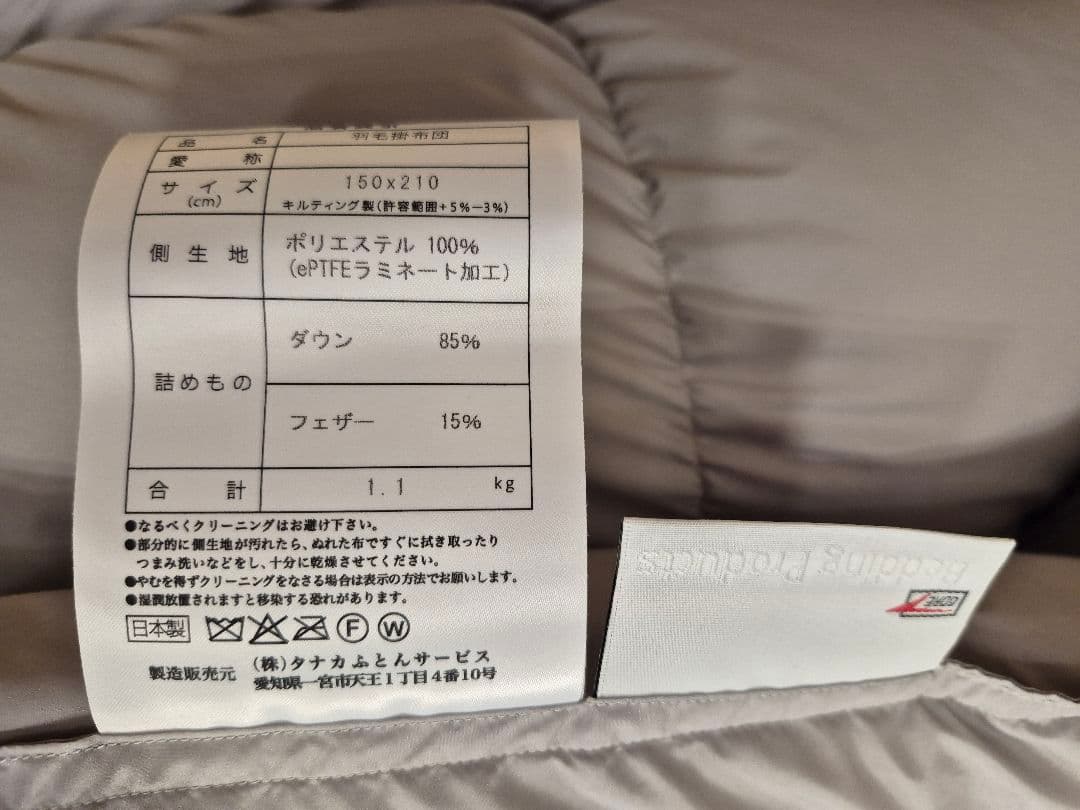 品名 羽毛掛布団
愛称
サイズ(cm) 150x210
キルティング製(許容範囲+5%-3%)
側生地 ポリエステル 100%
(ePTFEラミネート加工)
詰めもの ダウン 85%
フェザー 15%
合計 1.1 kg
●なるべくクリーニングはお避け下さい。
●部分的に側生地が汚れたら、ぬれた布ですぐに拭き取ったり
つまみ洗いなどをし、十分に乾燥させてください。
●やむを得ずクリーニングをなさる場合は表示の方法でお願いします。
●湿潤放置されますと移染する恐れがあります。
日本製 F W
製造販売元 (株)タナカふとんサービス
愛知県一宮市天王1丁目4番10号
Bedding Products
GORE